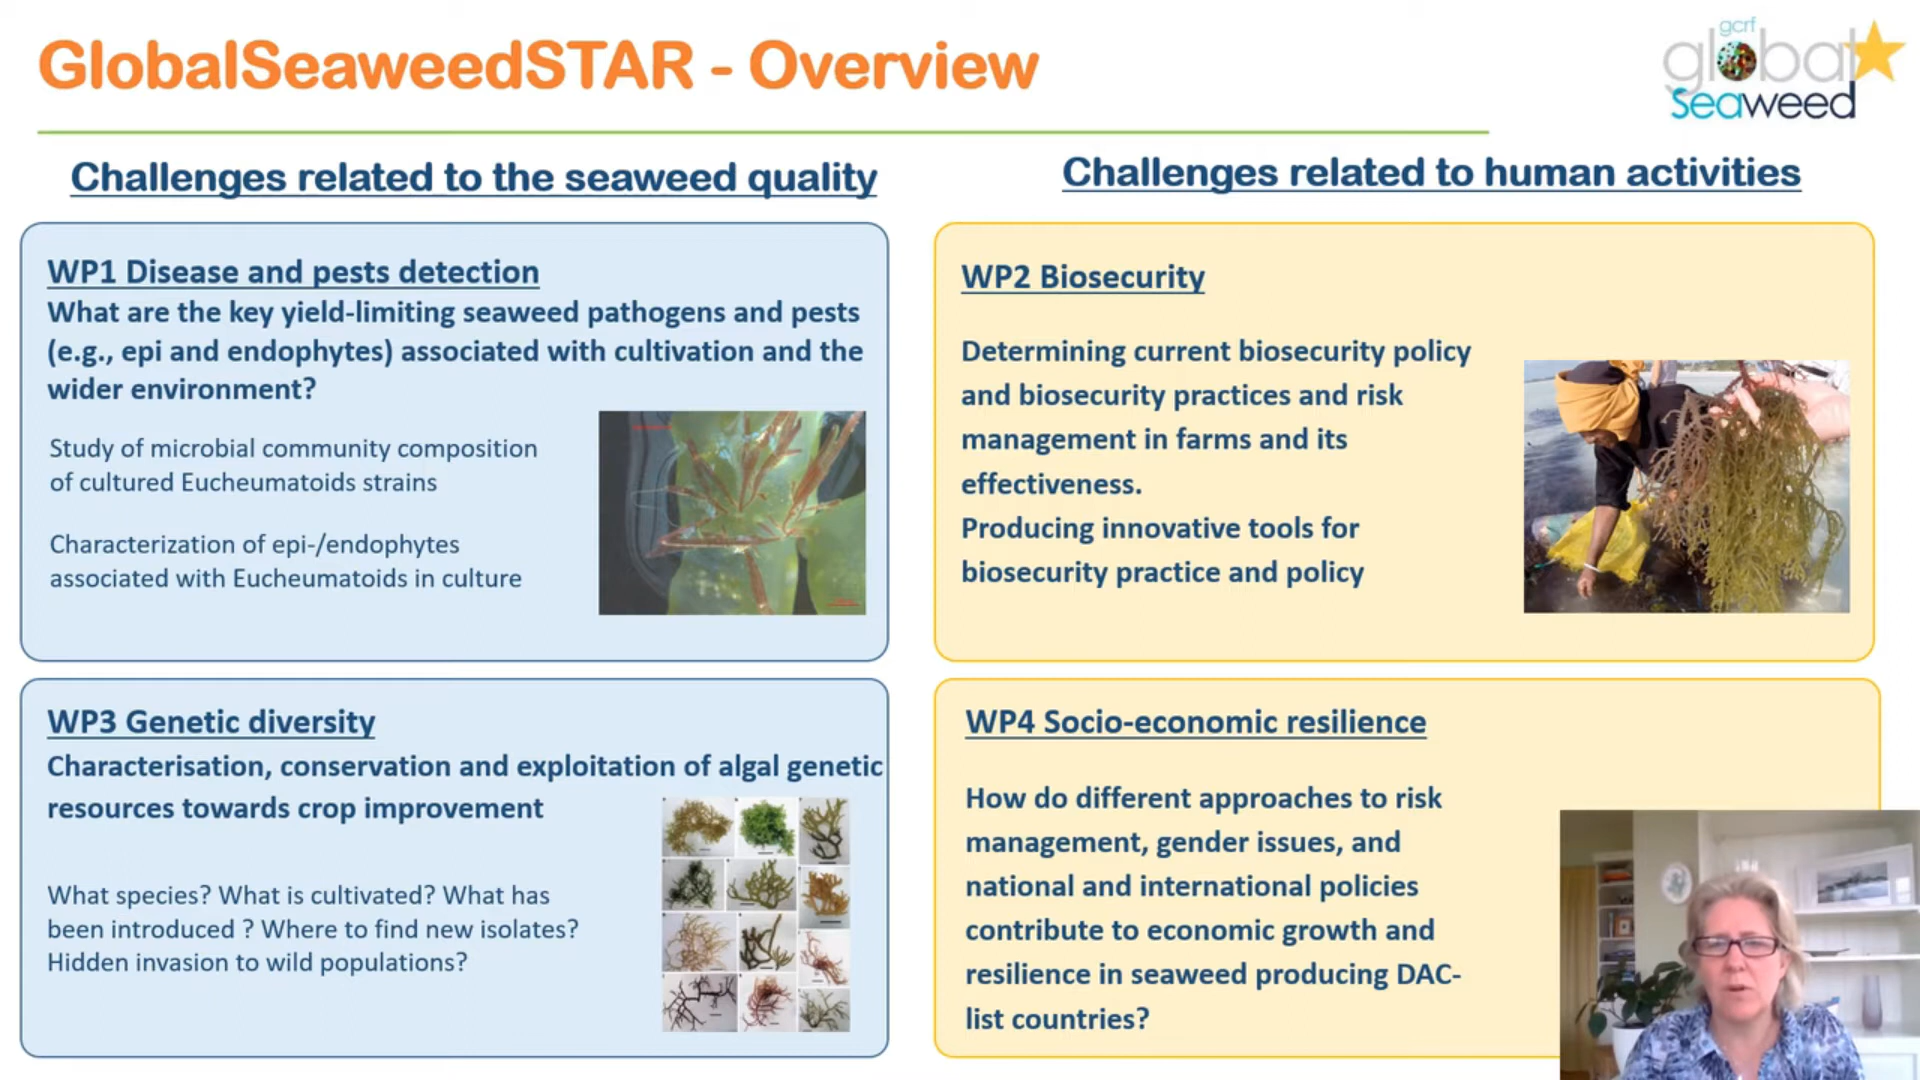 GlobalSeaweedSTAR - Overview
gcrf
global
Seaweed
Challenges related to the seaweed quality
Challenges related to human activities
WP1 Disease and pests detection
What are the key yield-limiting seaweed pathogens and pests
(e.g., epi and endophytes) associated with cultivation and the
wider environment?
Study of microbial community composition
of cultured Eucheumatoids strains
Characterization of epi-/endophytes
associated with Eucheumatoids in culture
WP2 Biosecurity
Determining current biosecurity policy
and biosecurity practices and risk
management in farms and its
effectiveness.
Producing innovative tools for
biosecurity practice and policy
WP3 Genetic diversity
Characterisation, conservation and exploitation of algal genetic
resources towards crop improvement
What species? What is cultivated? What has
been introduced ? Where to find new isolates?
Hidden invasion to wild populations?
WP4 Socio-economic resilience
How do different approaches to risk
management, gender issues, and
national and international policies
contribute to economic growth and
resilience in seaweed producing DAC-
list countries?